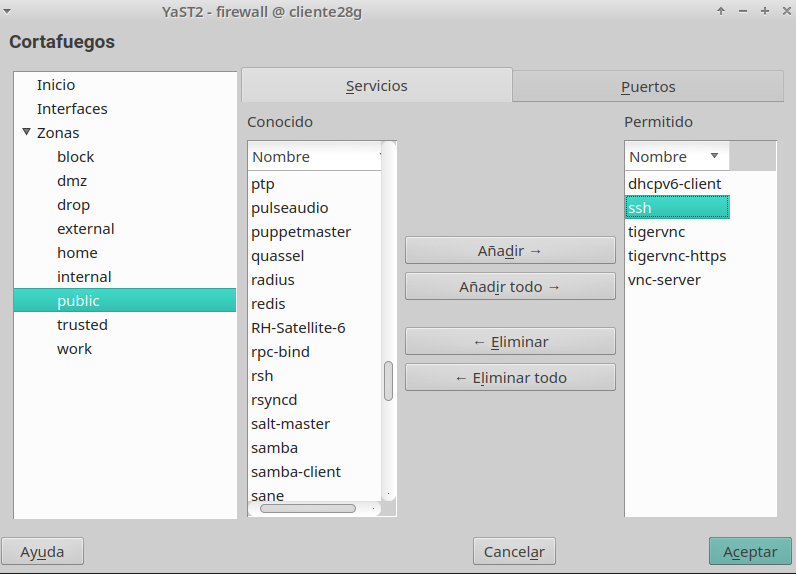 YaST2 - firewall @ cliente28g
Cortafuegos
Inicio
Interfaces
Zonas
block
dmz
drop
external
home
internal
public
trusted
work
Servicios
Puertos
Conocido
Nombre
ptp
pulseaudio
puppetmaster
quassel
radius
redis
RH-Satellite-6
rpc-bind
rsh
rsyncd
salt-master
samba
samba-client
sane
Añadir →
Añadir todo →
← Eliminar
← Eliminar todo
Permitido
Nombre
dhcpv6-client
ssh
tigervnc
tigervnc-https
vnc-server
Ayuda
Cancelar
Aceptar